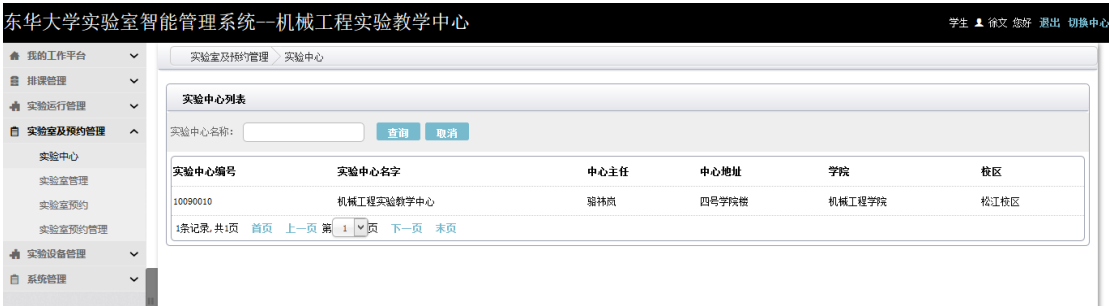 东华大学实验室智能管理系统--机械工程实验教学中心
学生 徐文 您好 退出 切换中心
我的工作平台
排课管理
实验运行管理
实验室及预约管理
实验中心
实验室管理
实验室预约
实验室预约管理
实验设备管理
系统管理
实验室及预约管理 实验中心
实验中心列表
实验中心名称： 查询 取消
实验中心编号 实验中心名字 中心主任 中心地址 学院 校区
10090010 机械工程实验教学中心 骆祎岚 四号学院楼 机械工程学院 松江校区
1条记录,共1页 首页 上一页 第 1 页 下一页 末页